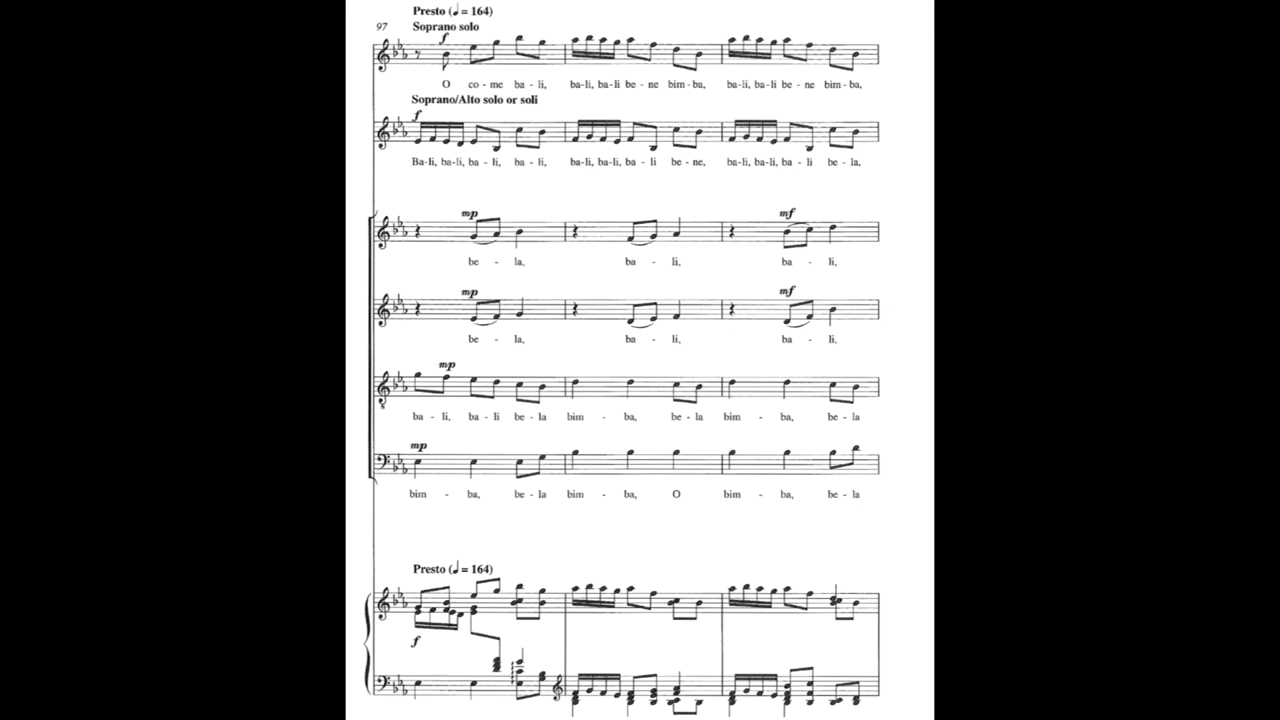 Presto (♩ = 164)
97 Soprano solo
f
O co - me ba - li, ba-li, ba-li be - ne bim - ba, ba-li, ba-li be - ne bim - ba,
Soprano/Alto solo or soli
f
Ba-li, ba-li, ba - li, ba - li, ba-li, ba-li, ba - li be - ne, ba-li, ba-li, ba - li be - la,
mp mf
be - la, ba - li, ba - li,
mp mf
be - la, ba - li, ba - li,
mp
ba - li, ba - li be - la bim - ba, be - la bim - ba, be - la
mp
bim - ba, be - la bim - ba, O bim - ba, be - la
Presto (♩ = 164)
f